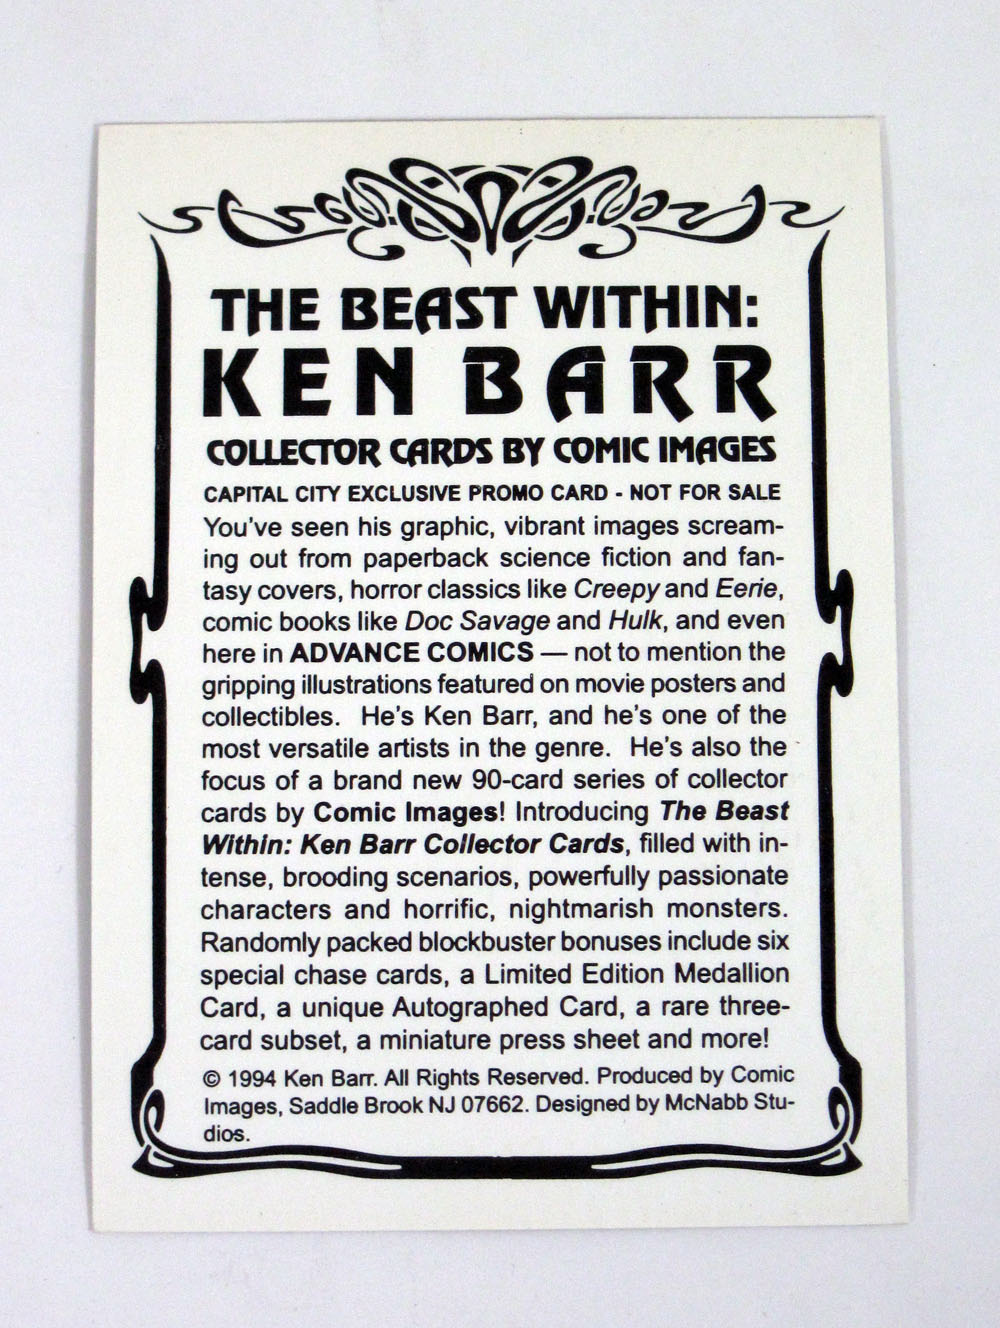 THE BEAST WITHIN:
KEN BARR
COLLECTOR CARDS BY COMIC IMAGES
CAPITAL CITY EXCLUSIVE PROMO CARD - NOT FOR SALE
You've seen his graphic, vibrant images scream-
ing out from paperback science fiction and fan-
tasy covers, horror classics like Creepy and Eerie,
comic books like Doc Savage and Hulk, and even
here in ADVANCE COMICS — not to mention the
gripping illustrations featured on movie posters and
collectibles. He's Ken Barr, and he's one of the
most versatile artists in the genre. He's also the
focus of a brand new 90-card series of collector
cards by Comic Images! Introducing The Beast
Within: Ken Barr Collector Cards, filled with in-
tense, brooding scenarios, powerfully passionate
characters and horrific, nightmarish monsters.
Randomly packed blockbuster bonuses include six
special chase cards, a Limited Edition Medallion
Card, a unique Autographed Card, a rare three-
card subset, a miniature press sheet and more!
© 1994 Ken Barr. All Rights Reserved. Produced by Comic
Images, Saddle Brook NJ 07662. Designed by McNabb Stu-
dios.